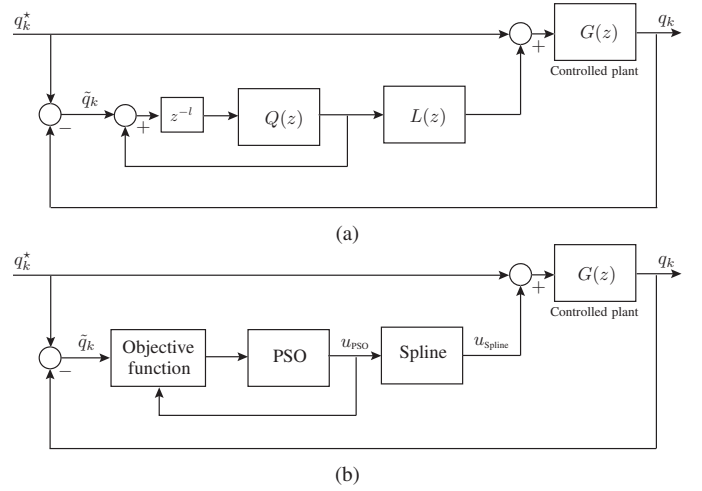 q_k^⋆
q_k
G(z)
+
Controlled plant
q̃_k
−
+
z^{-l}
Q(z)
L(z)
(a)
q_k^⋆
q_k
G(z)
+
Controlled plant
q̃_k
−
Objective
function
PSO
u_PSO
Spline
u_Spline
(b)